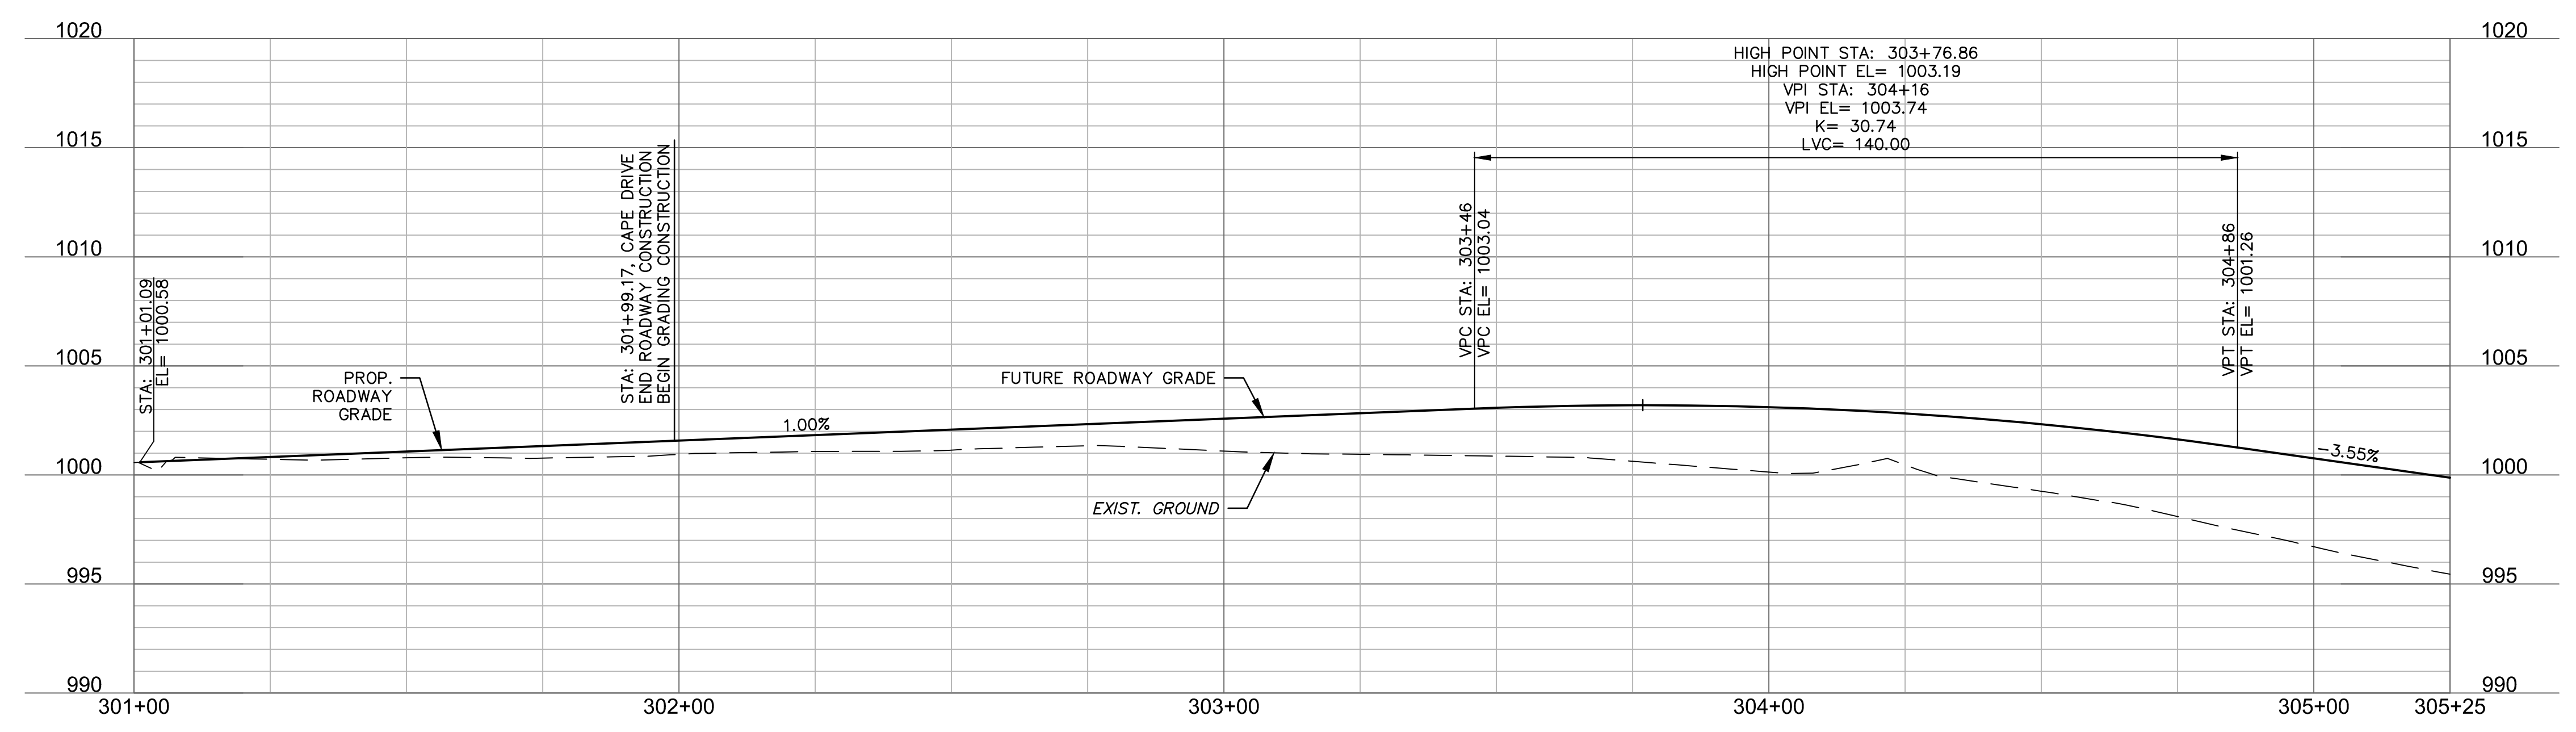 1020
1015
1010
1005
1000
995
990
1020
1015
1010
1005
1000
995
990
HIGH POINT STA: 303+76.86
HIGH POINT EL= 1003.19
VPI STA: 304+16
VPI EL= 1003.74
K= 30.74
LVC= 140.00
STA: 301+01.09
EL= 1000.58
PROP.
ROADWAY
GRADE
STA: 301+99.17, CAPE DRIVE
END ROADWAY CONSTRUCTION
BEGIN GRADING CONSTRUCTION
1.00%
FUTURE ROADWAY GRADE
EXIST. GROUND
VPC STA: 303+46
VPC EL= 1003.04
VPT STA: 304+86
VPT EL= 1001.26
-3.55%
301+00
302+00
303+00
304+00
305+00
305+25